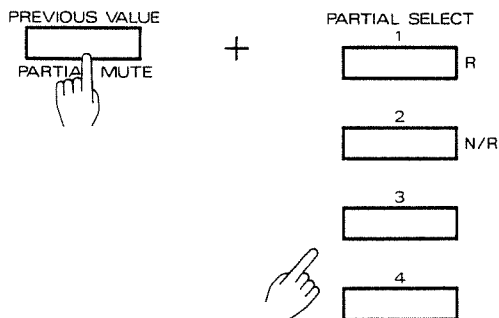 PREVIOUS VALUE
PARTIAL MUTE
+
PARTIAL SELECT
1
R
2
N/R
3
4